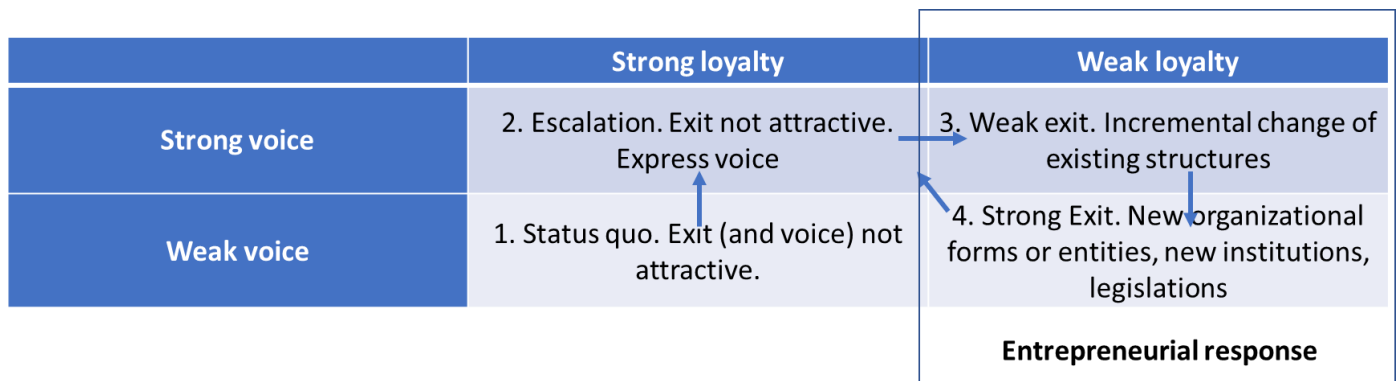 Strong loyalty
Weak loyalty
Strong voice
2. Escalation. Exit not attractive.
Express voice
3. Weak exit. Incremental change of
existing structures
Weak voice
1. Status quo. Exit (and voice) not
attractive.
4. Strong Exit. New organizational
forms or entities, new institutions,
legislations
Entrepreneurial response